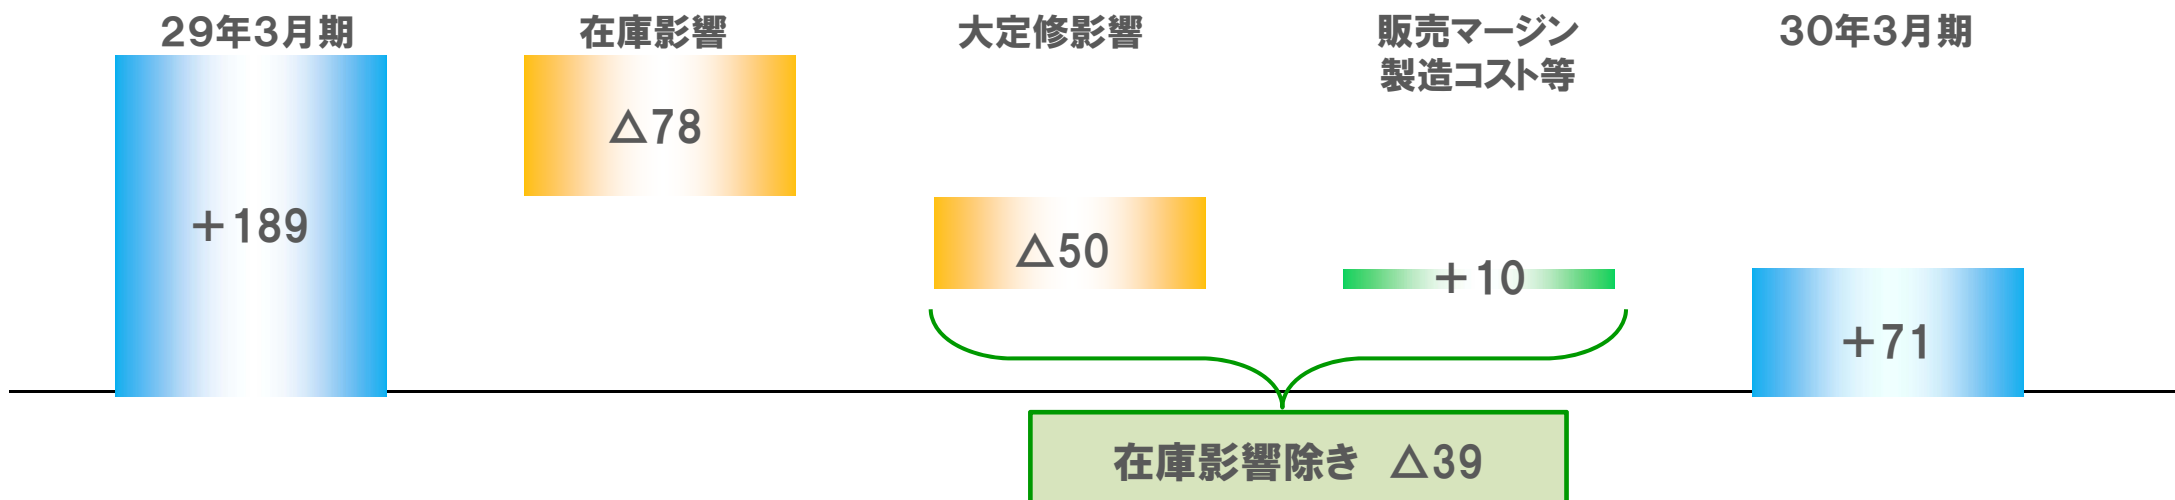 29年3月期
在庫影響
大定修影響
販売マージン
製造コスト等
30年3月期
+189
△78
△50
+10
+71
在庫影響除き △39